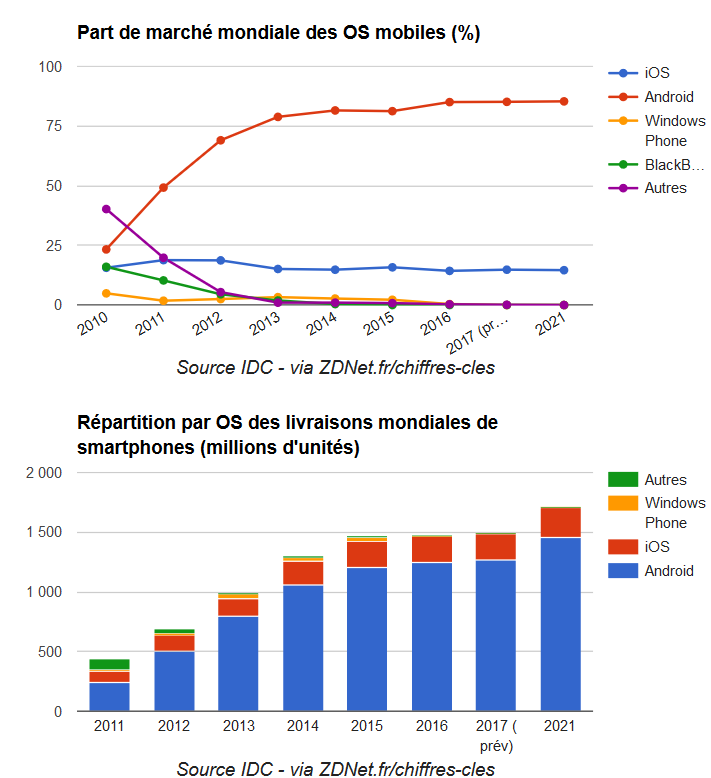 Part de marché mondiale des OS mobiles (%)
100
75
50
25
0
2010
2011
2012
2013
2014
2015
2016
2017 (pr...
2021
iOS
Android
Windows
Phone
BlackB...
Autres
Source IDC - via ZDNet.fr/chiffres-cles
Répartition par OS des livraisons mondiales de
smartphones (millions d'unités)
2 000
1 500
1 000
500
0
2011
2012
2013
2014
2015
2016
2017 (
prév)
2021
Autres
Windows
Phone
iOS
Android
Source IDC - via ZDNet.fr/chiffres-cles